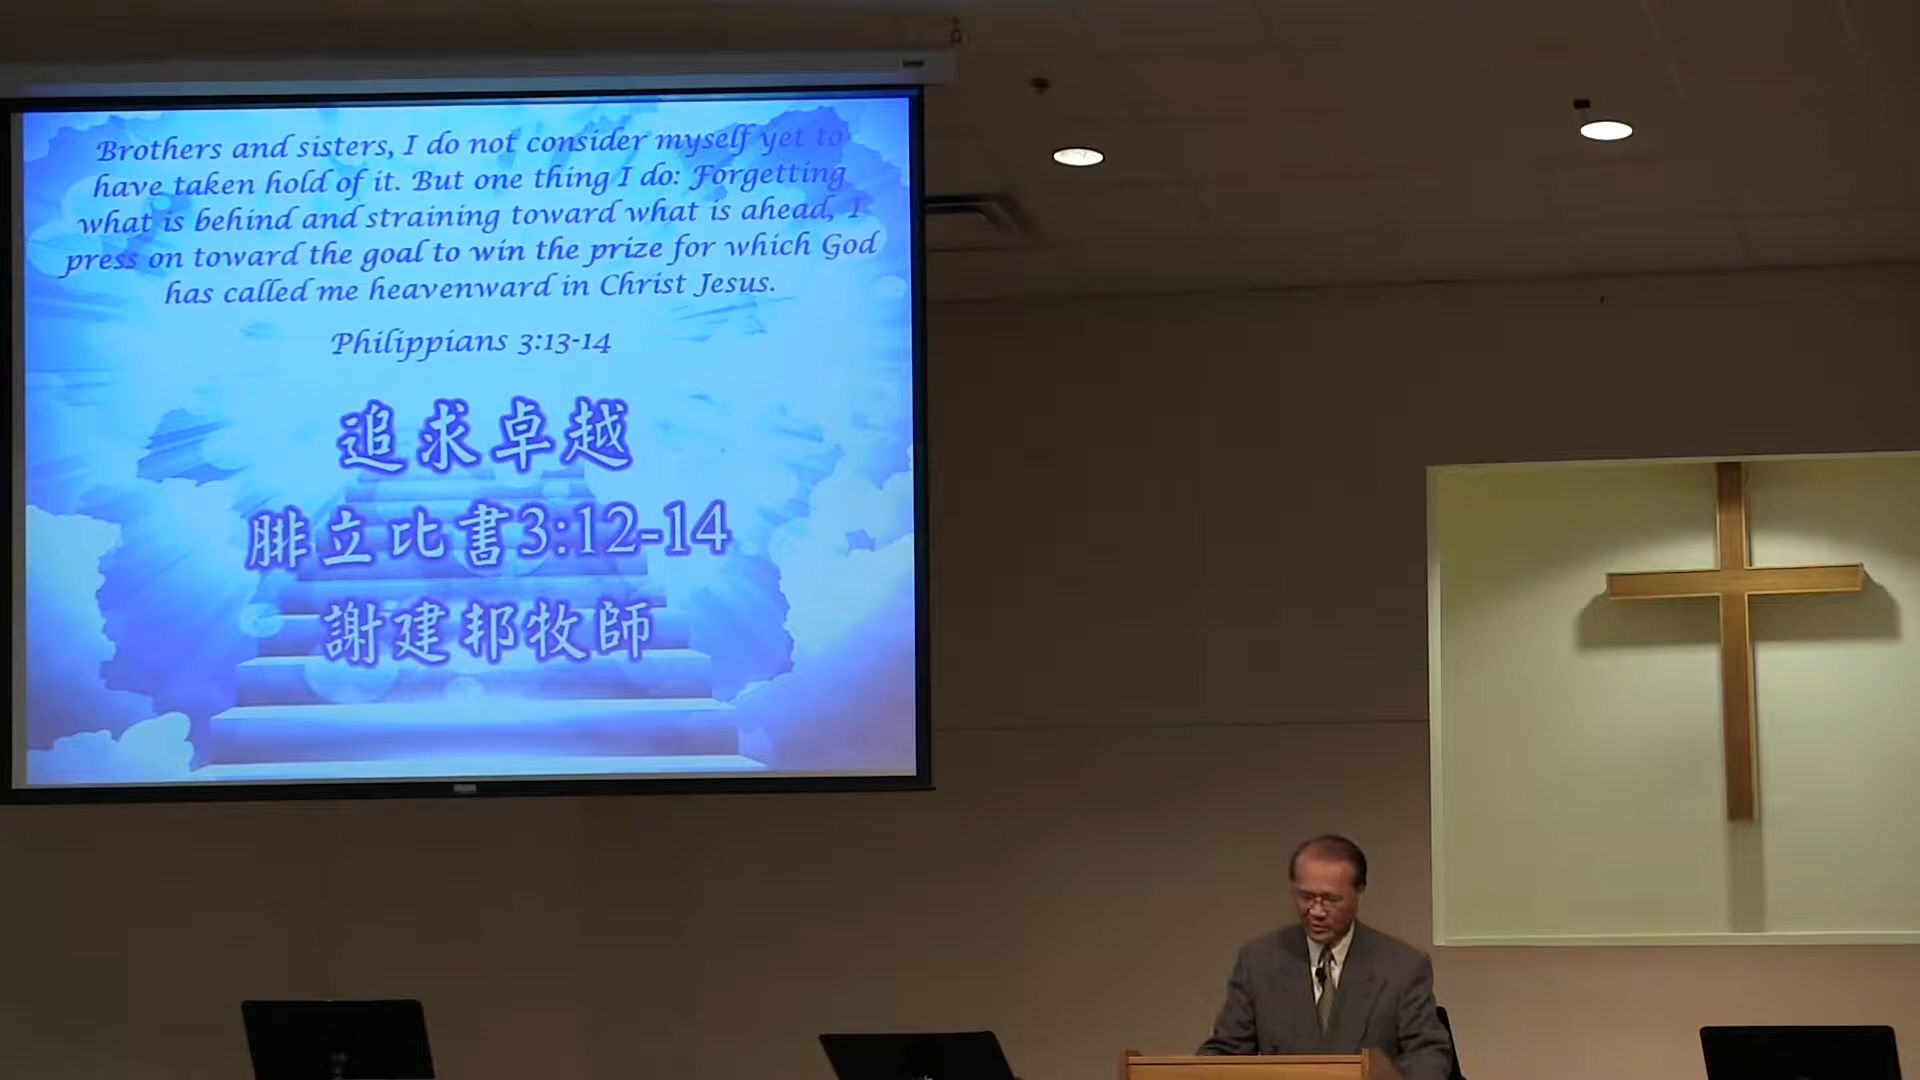 Brothers and sisters, I do not consider myself yet to
have taken hold of it. But one thing I do: Forgetting
what is behind and straining toward what is ahead, I
press on toward the goal to win the prize for which God
has called me heavenward in Christ Jesus.
Philippians 3:13-14
追求卓越
腓立比書3:12-14
謝建邦牧師